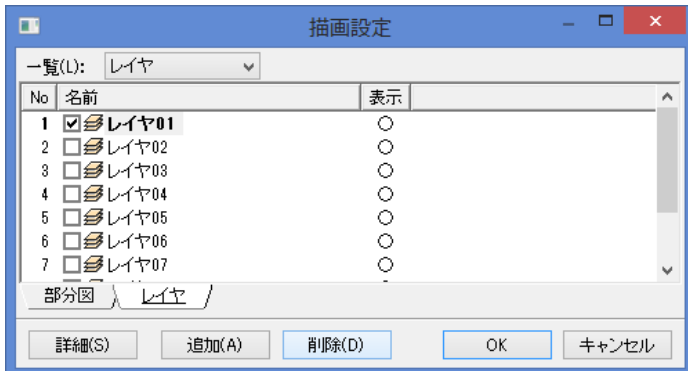 描画設定
一覧(L): レイヤ
No 名前 表示
1 レイヤ01 ○
2 レイヤ02 ○
3 レイヤ03 ○
4 レイヤ04 ○
5 レイヤ05 ○
6 レイヤ06 ○
7 レイヤ07 ○
部分図 レイヤ
詳細(S) 追加(A) 削除(D) OK キャンセル